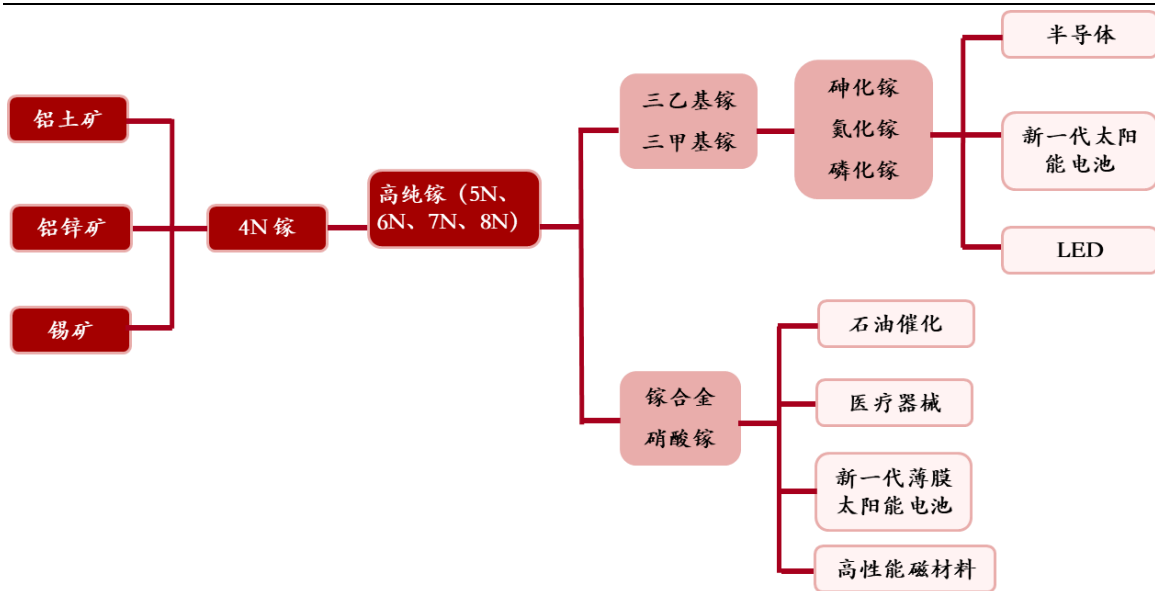 铝土矿
铝锌矿
锡矿
4N 镓
高纯镓（5N、
6N、7N、8N）
三乙基镓
三甲基镓
砷化镓
氮化镓
磷化镓
半导体
新一代太阳
能电池
LED
镓合金
硝酸镓
石油催化
医疗器械
新一代薄膜
太阳能电池
高性能磁材料